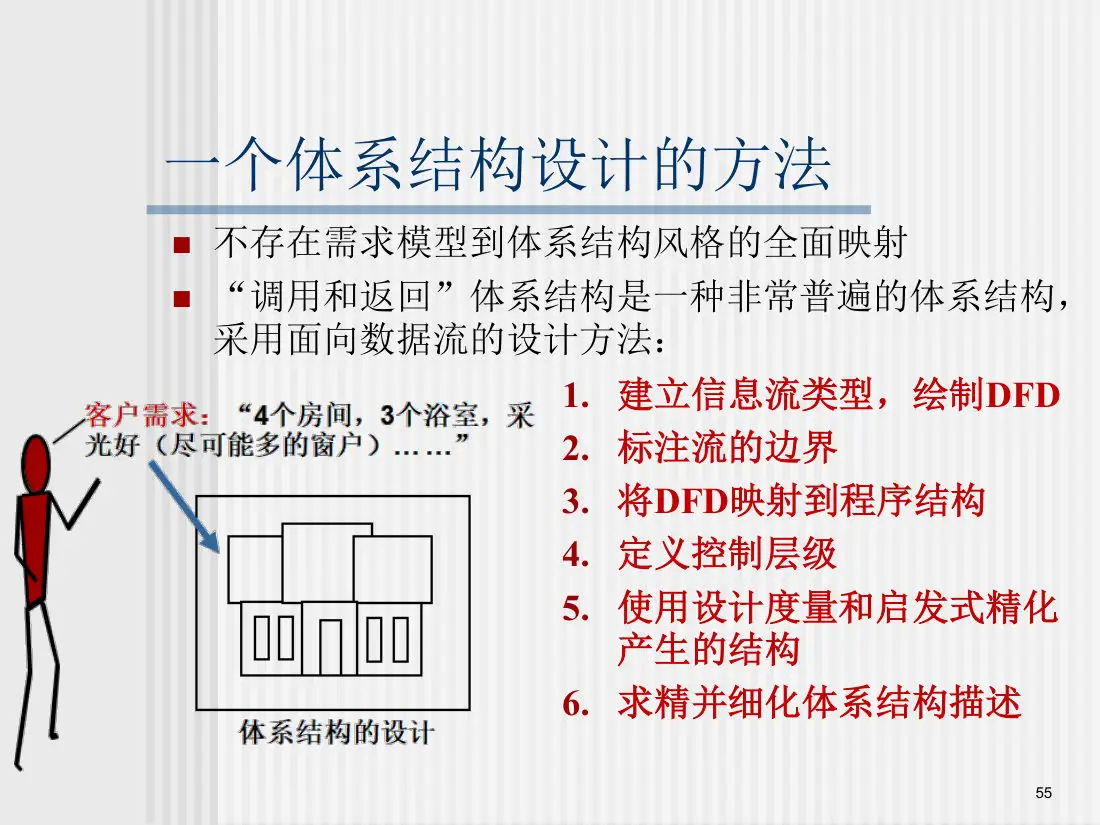 一个体系结构设计的方法
不存在需求模型到体系结构风格的全面映射
“调用和返回”体系结构是一种非常普遍的体系结构，
采用面向数据流的设计方法：
客户需求：“4个房间，3个浴室，采
光好（尽可能多的窗户）… …”
体系结构的设计
1. 建立信息流类型，绘制DFD
2. 标注流的边界
3. 将DFD映射到程序结构
4. 定义控制层级
5. 使用设计度量和启发式精化
产生的结构
6. 求精并细化体系结构描述
55